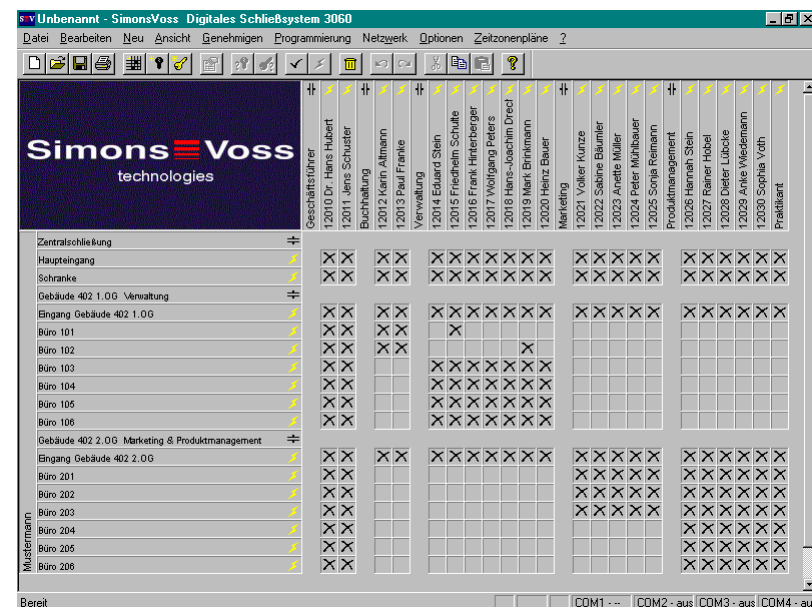 Unbenannt - SimonsVoss Digitales Schließsystem 3060
Datei Bearbeiten Neu Ansicht Genehmigen Programmierung Netzwerk Optionen Zeitzonenpläne ?
Simons Voss
technologies
Geschäftsführer
12010 Dr. Hans Hubert
12011 Jens Schuster
Buchhaltung
12012 Karin Altmann
12013 Paul Franke
Verwaltung
12014 Eduard Stein
12015 Friedhelm Schulte
12016 Frank Hinterberger
12017 Wolfgang Peters
12018 Hans-Joachim Drecl
12019 Mark Brinkmann
12020 Heinz Bauer
Marketing
12021 Volker Kunze
12022 Sabine Bäumler
12023 Anette Müller
12024 Peter Mühlbauer
12025 Sonja Reimann
Produktmanagement
12026 Hannah Stein
12027 Rainer Hobel
12028 Dieter Lübcke
12029 Anke Wiedemann
12030 Sophia Voth
Praktikant
Mustermann
Zentralschließung
Haupteingang
Schranke
Gebäude 402 1.OG Verwaltung
Eingang Gebäude 402 1.OG
Büro 101
Büro 102
Büro 103
Büro 104
Büro 105
Büro 106
Gebäude 402 2.OG Marketing & Produktmanagement
Eingang Gebäude 402 2.OG
Büro 201
Büro 202
Büro 203
Büro 204
Büro 205
Büro 206
Bereit COM1 - -- COM2 - aus COM3 - aus COM4 - au